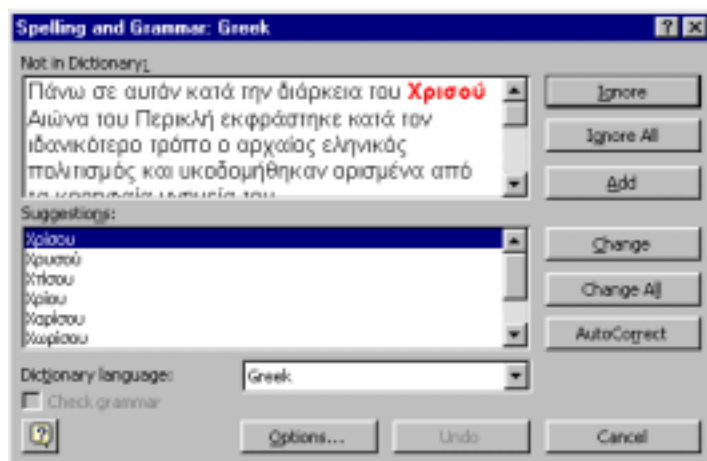 Spelling and Grammar: Greek
Not in Dictionary:
Πάνω σε αυτόν κατά την διάρκεια του Χρισού
Αιώνα του Περικλή εκφράστηκε κατά τον
ιδανικότερο τρόπο ο αρχαίος εληνικός
πολιτισμός και υκοδομήθηκαν ορισμένα από
Ignore
Ignore All
Add
Suggestions:
Χρίσου
Χρυσού
Χτίσου
Χρίου
Χαρίσου
Χωρίσου
Change
Change All
AutoCorrect
Dictionary language: Greek
Check grammar
Options... Undo Cancel